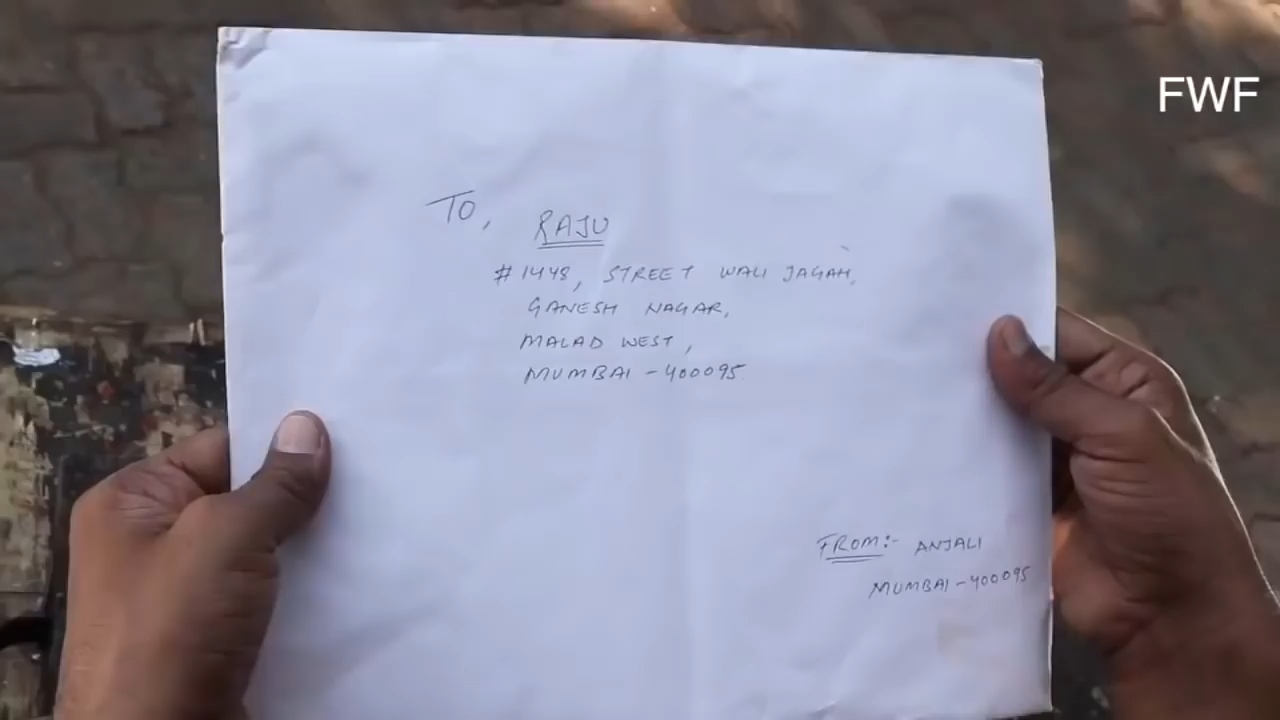 FWF
TO,
RAJU
#1448, STREET WALI JAGAH,
GANESH NAGAR,
MALAD WEST,
MUMBAI - 400095
FROM:- ANJALI
MUMBAI - 400095